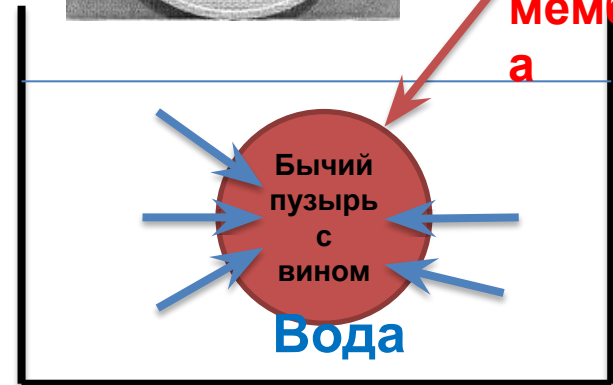 а
Бычий
пузырь
с
вином
Вода